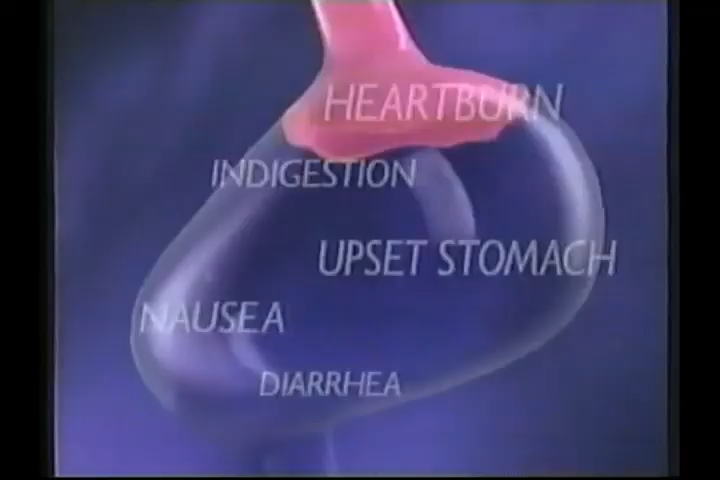 HEARTBURN
INDIGESTION
UPSET STOMACH
NAUSEA
DIARRHEA